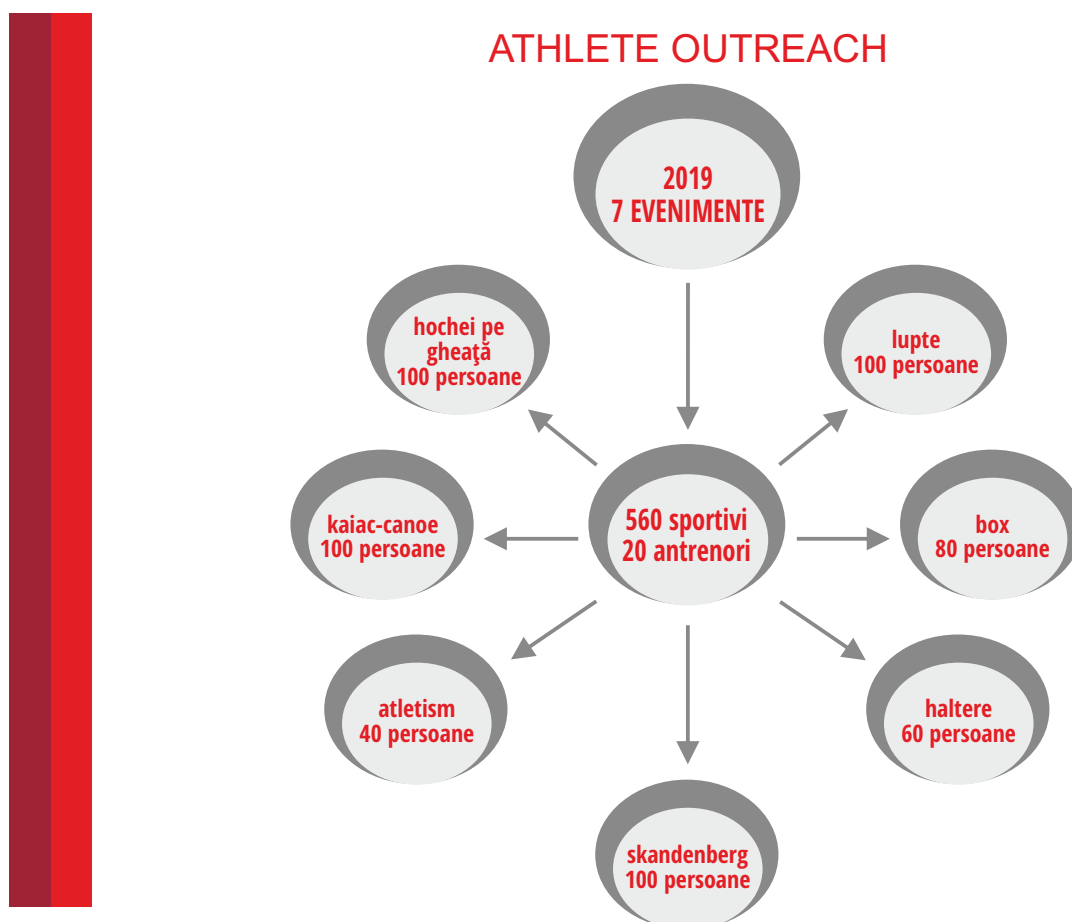 ATHLETE OUTREACH
2019
7 EVENIMENTE
hochei pe
gheaţă
100 persoane
lupte
100 persoane
kaiac-canoe
100 persoane
560 sportivi
20 antrenori
box
80 persoane
atletism
40 persoane
haltere
60 persoane
skandenberg
100 persoane